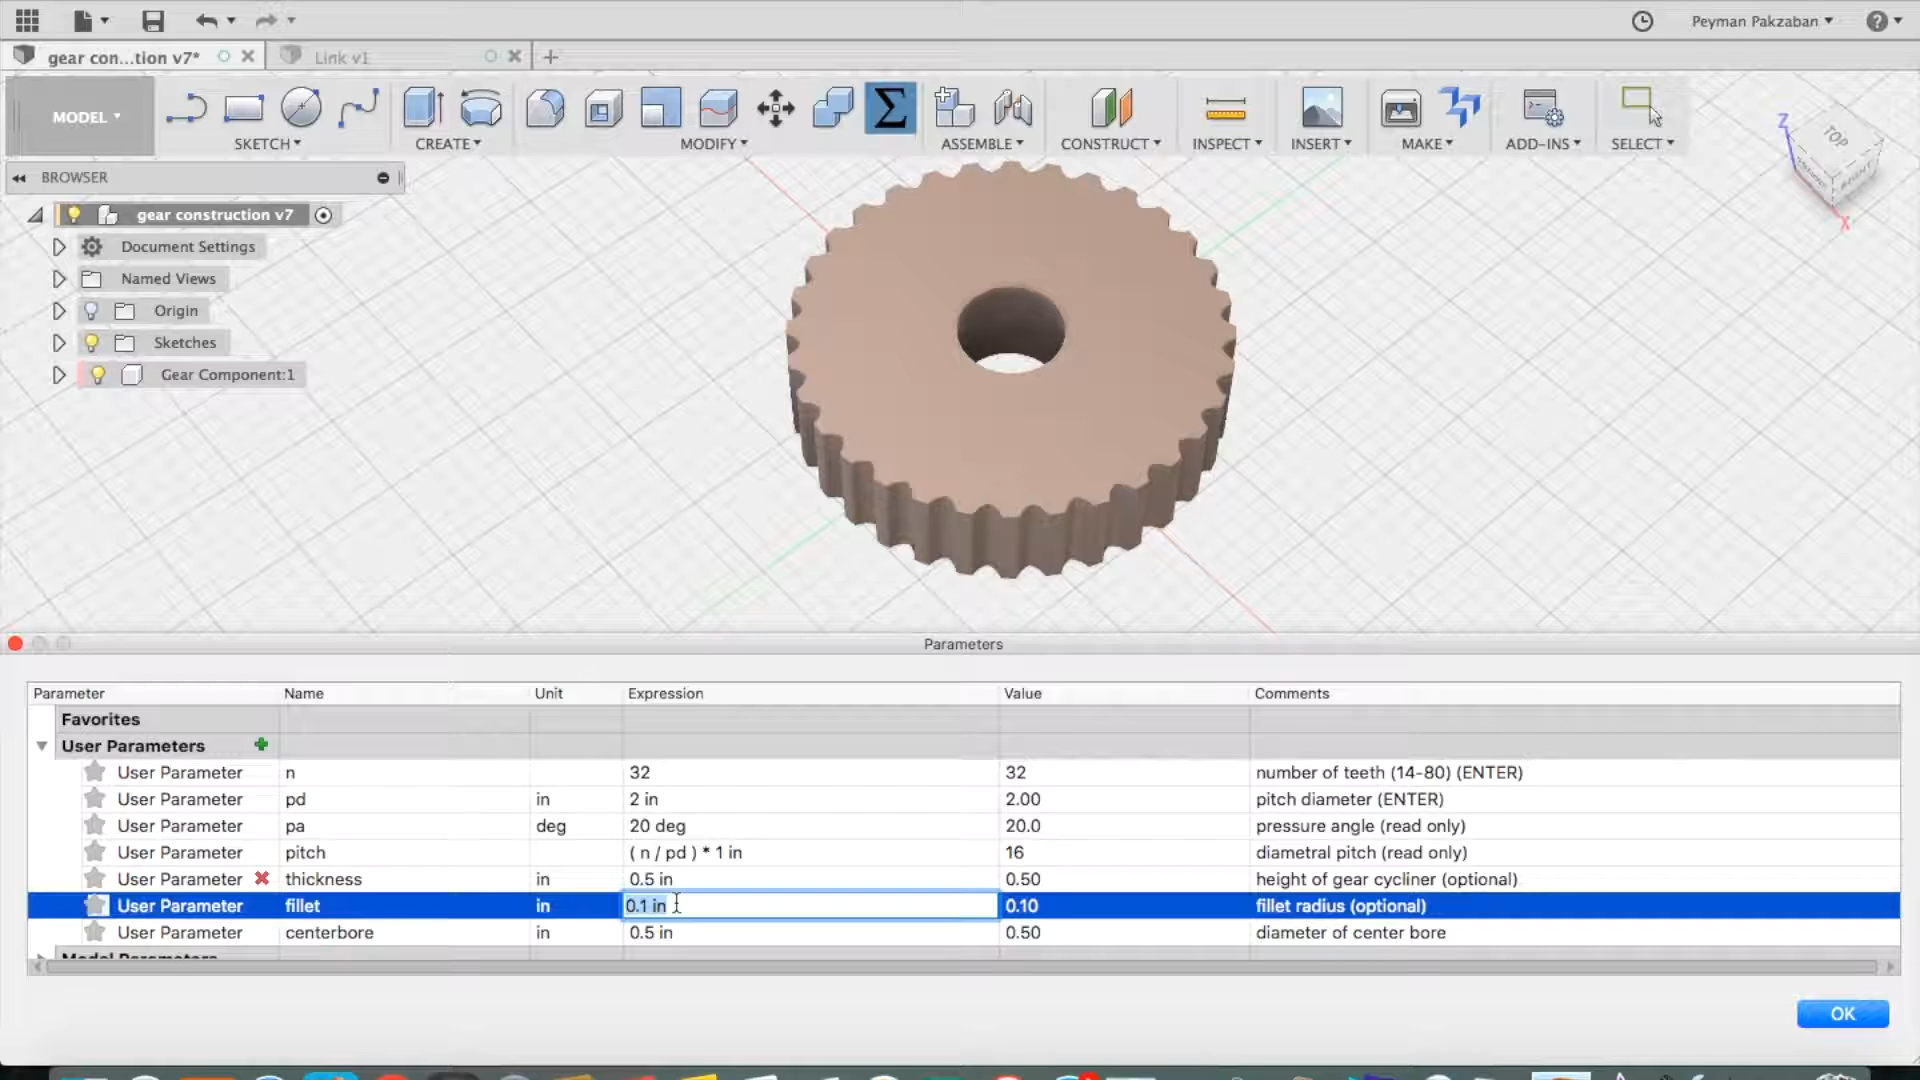 Peyman Pakzaban
gear con...tion v7*
Link v1
MODEL
SKETCH
CREATE
MODIFY
ASSEMBLE
CONSTRUCT
INSPECT
INSERT
MAKE
ADD-INS
SELECT
Z
TOP
X
BROWSER
gear construction v7
Document Settings
Named Views
Origin
Sketches
Gear Component:1
Parameters
Parameter Name Unit Expression Value Comments
Favorites
User Parameters
User Parameter n 32 32 number of teeth (14-80) (ENTER)
User Parameter pd in 2 in 2.00 pitch diameter (ENTER)
User Parameter pa deg 20 deg 20.0 pressure angle (read only)
User Parameter pitch ( n / pd ) * 1 in 16 diametral pitch (read only)
User Parameter thickness in 0.5 in 0.50 height of gear cycliner (optional)
User Parameter fillet in 0.1 in 0.10 fillet radius (optional)
User Parameter centerbore in 0.5 in 0.50 diameter of center bore
Model Parameters
OK